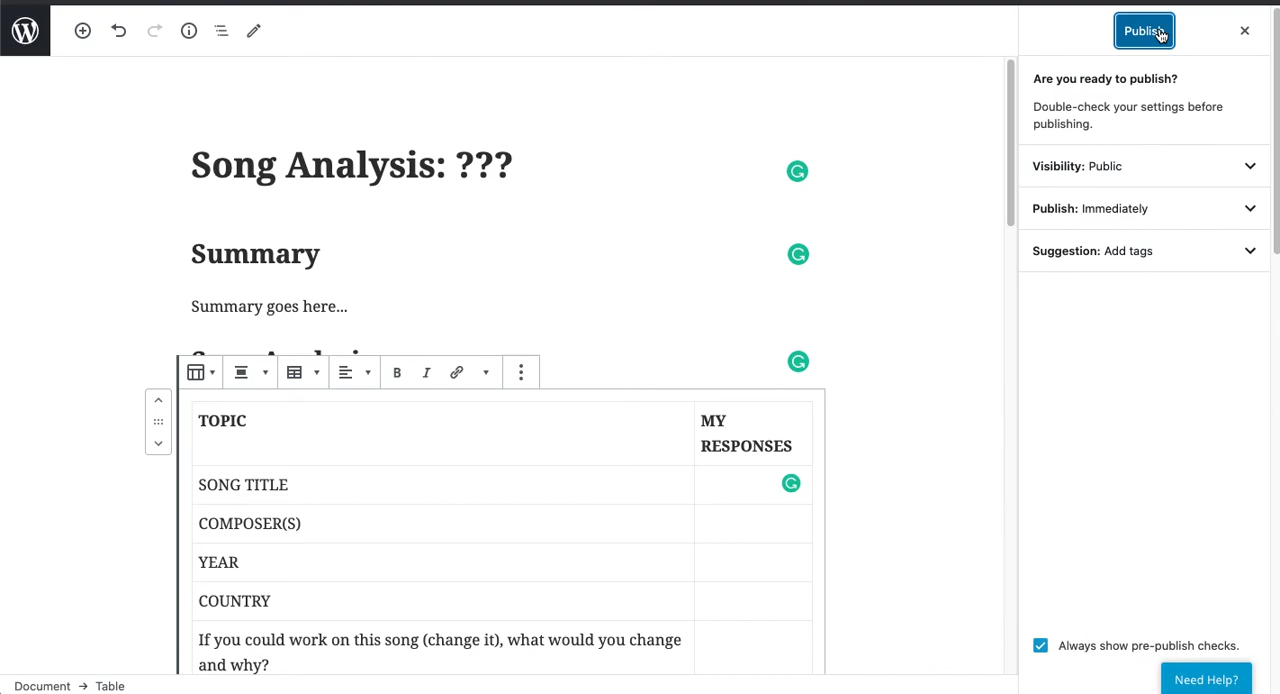 Publish
Are you ready to publish?
Double-check your settings before
publishing.
Visibility: Public
Publish: Immediately
Suggestion: Add tags
Song Analysis: ???
Summary
Summary goes here...
B I
TOPIC
MY
RESPONSES
SONG TITLE
COMPOSER(S)
YEAR
COUNTRY
If you could work on this song (change it), what would you change
and why?
Always show pre-publish checks.
Need Help?
Document → Table